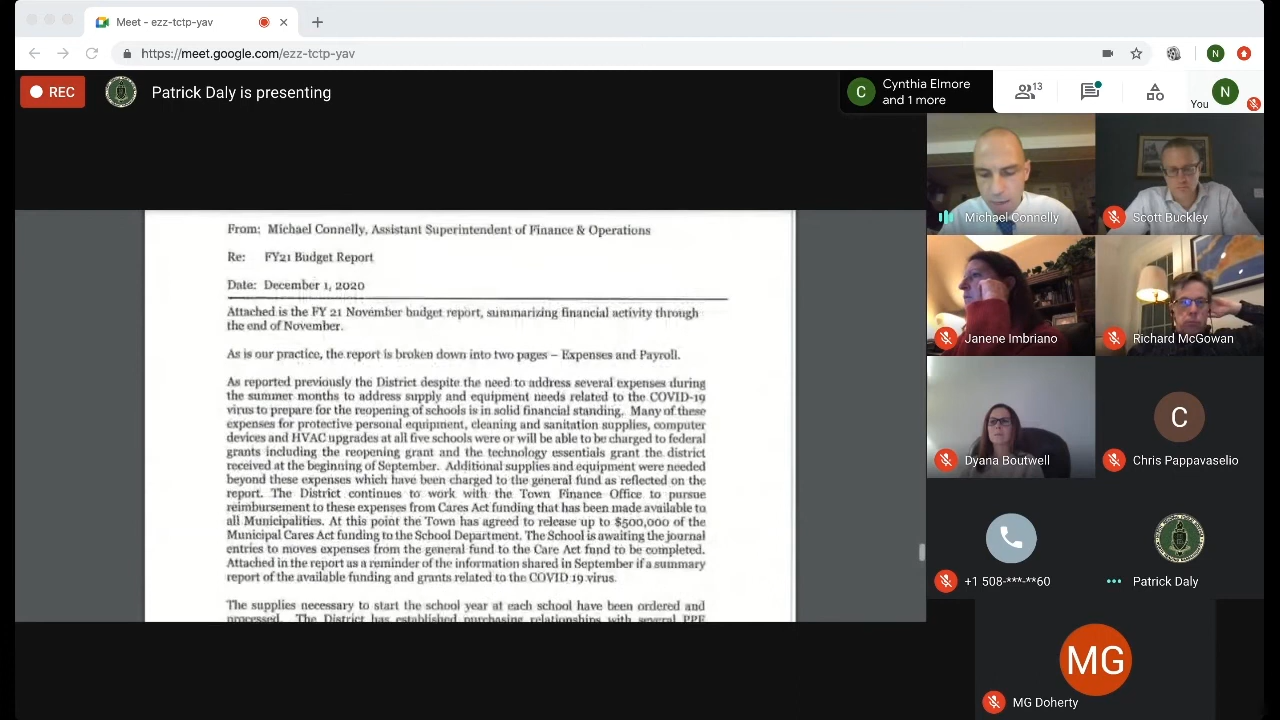 Meet - ezz-tctp-yav
https://meet.google.com/ezz-tctp-yav
N
REC
Patrick Daly is presenting
C
Cynthia Elmore
and 1 more
13
You
N
From: Michael Connelly, Assistant Superintendent of Finance & Operations
Re: FY21 Budget Report
Date: December 1, 2020
Attached is the FY 21 November budget report, summarizing financial activity through
the end of November.
As is our practice, the report is broken down into two pages – Expenses and Payroll.
As reported previously the District despite the need to address several expenses during
the summer months to address supply and equipment needs related to the COVID-19
virus to prepare for the reopening of schools is in solid financial standing. Many of these
expenses for protective personal equipment, cleaning and sanitation supplies, computer
devices and HVAC upgrades at all five schools were or will be able to be charged to federal
grants including the reopening grant and the technology essentials grant the district
received at the beginning of September. Additional supplies and equipment were needed
beyond these expenses which have been charged to the general fund as reflected on the
report. The District continues to work with the Town Finance Office to pursue
reimbursement to these expenses from Cares Act funding that has been made available to
all Municipalities. At this point the Town has agreed to release up to $500,000 of the
Municipal Cares Act funding to the School Department. The School is awaiting the journal
entries to moves expenses from the general fund to the Care Act fund to be completed.
Attached in the report as a reminder of the information shared in September if a summary
report of the available funding and grants related to the COVID 19 virus.
The supplies necessary to start the school year at each school have been ordered and
processed. The District has established purchasing relationships with several PPE
Michael Connelly
Scott Buckley
Janene Imbriano
Richard McGowan
Dyana Boutwell
C
Chris Pappavaselio
+1 508-***-**60
Patrick Daly
MG
MG Doherty